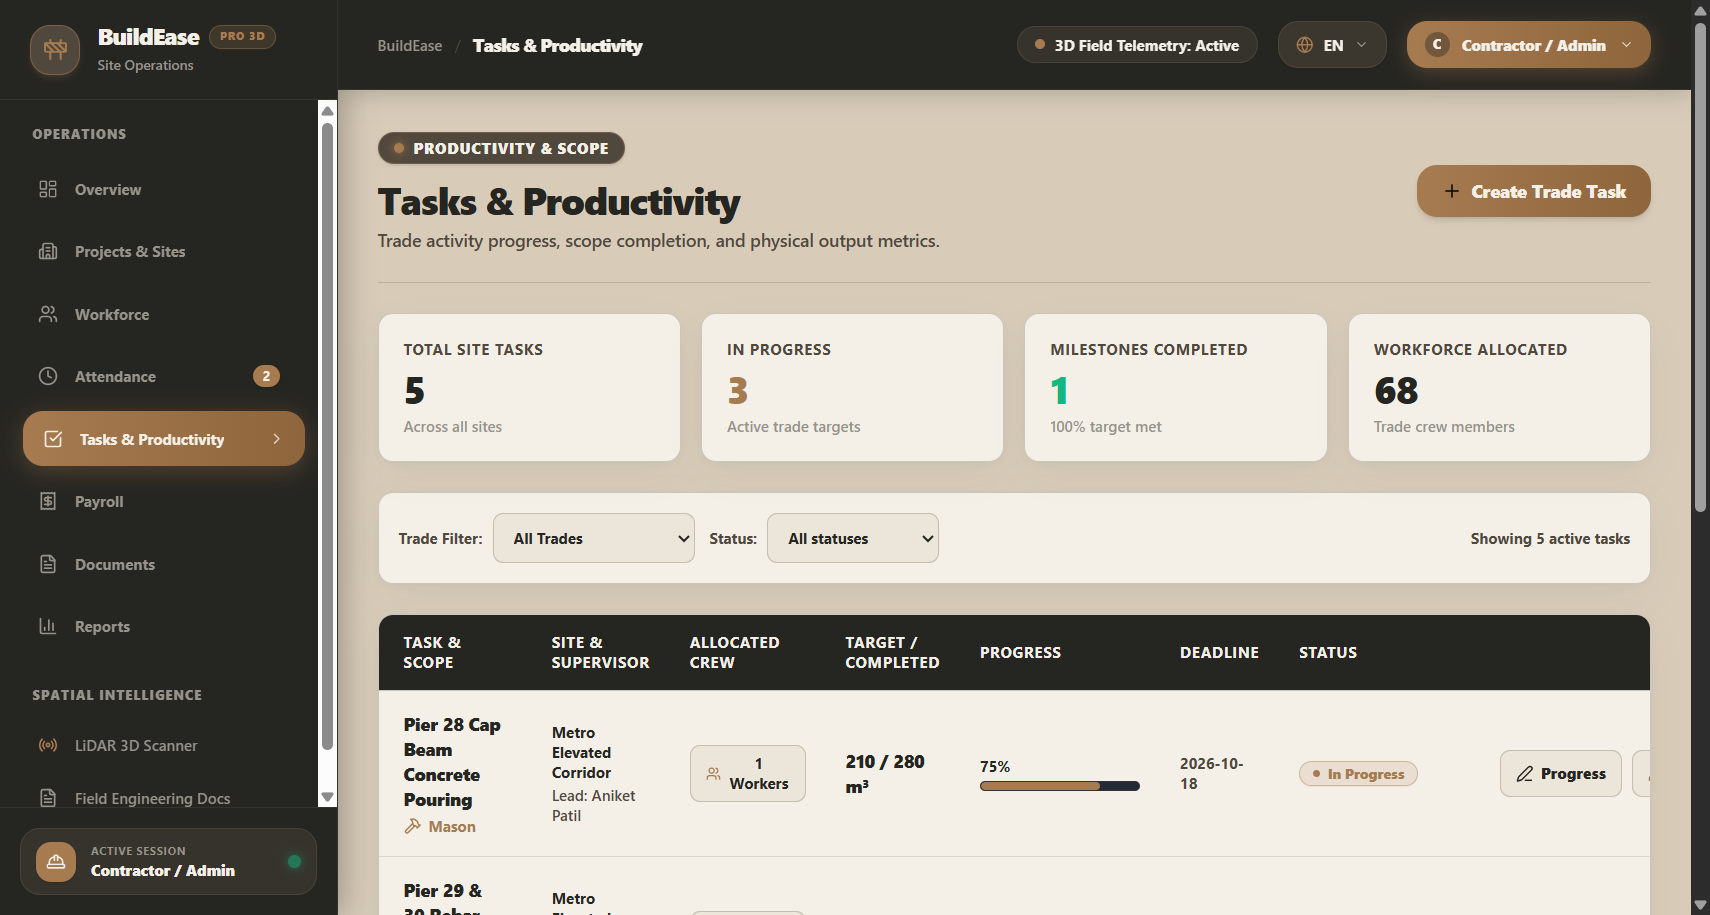 BuildEase PRO 3D
Site Operations
OPERATIONS
Overview
Projects & Sites
Workforce
Attendance 2
Tasks & Productivity
Payroll
Documents
Reports
SPATIAL INTELLIGENCE
LiDAR 3D Scanner
Field Engineering Docs
ACTIVE SESSION
Contractor / Admin
BuildEase / Tasks & Productivity
3D Field Telemetry: Active
EN
C Contractor / Admin
PRODUCTIVITY & SCOPE
Tasks & Productivity
Trade activity progress, scope completion, and physical output metrics.
+ Create Trade Task
TOTAL SITE TASKS
5
Across all sites
IN PROGRESS
3
Active trade targets
MILESTONES COMPLETED
1
100% target met
WORKFORCE ALLOCATED
68
Trade crew members
Trade Filter: All Trades Status: All statuses Showing 5 active tasks
TASK &
SCOPE
SITE &
SUPERVISOR
ALLOCATED
CREW
TARGET /
COMPLETED
PROGRESS
DEADLINE
STATUS
Pier 28 Cap
Beam
Concrete
Pouring
Mason
Metro
Elevated
Corridor
Lead: Aniket
Patil
1
Workers
210 / 280
m³
75%
2026-10-
18
In Progress
Progress
Pier 29 &
30 Rebar
Metro
Elevated